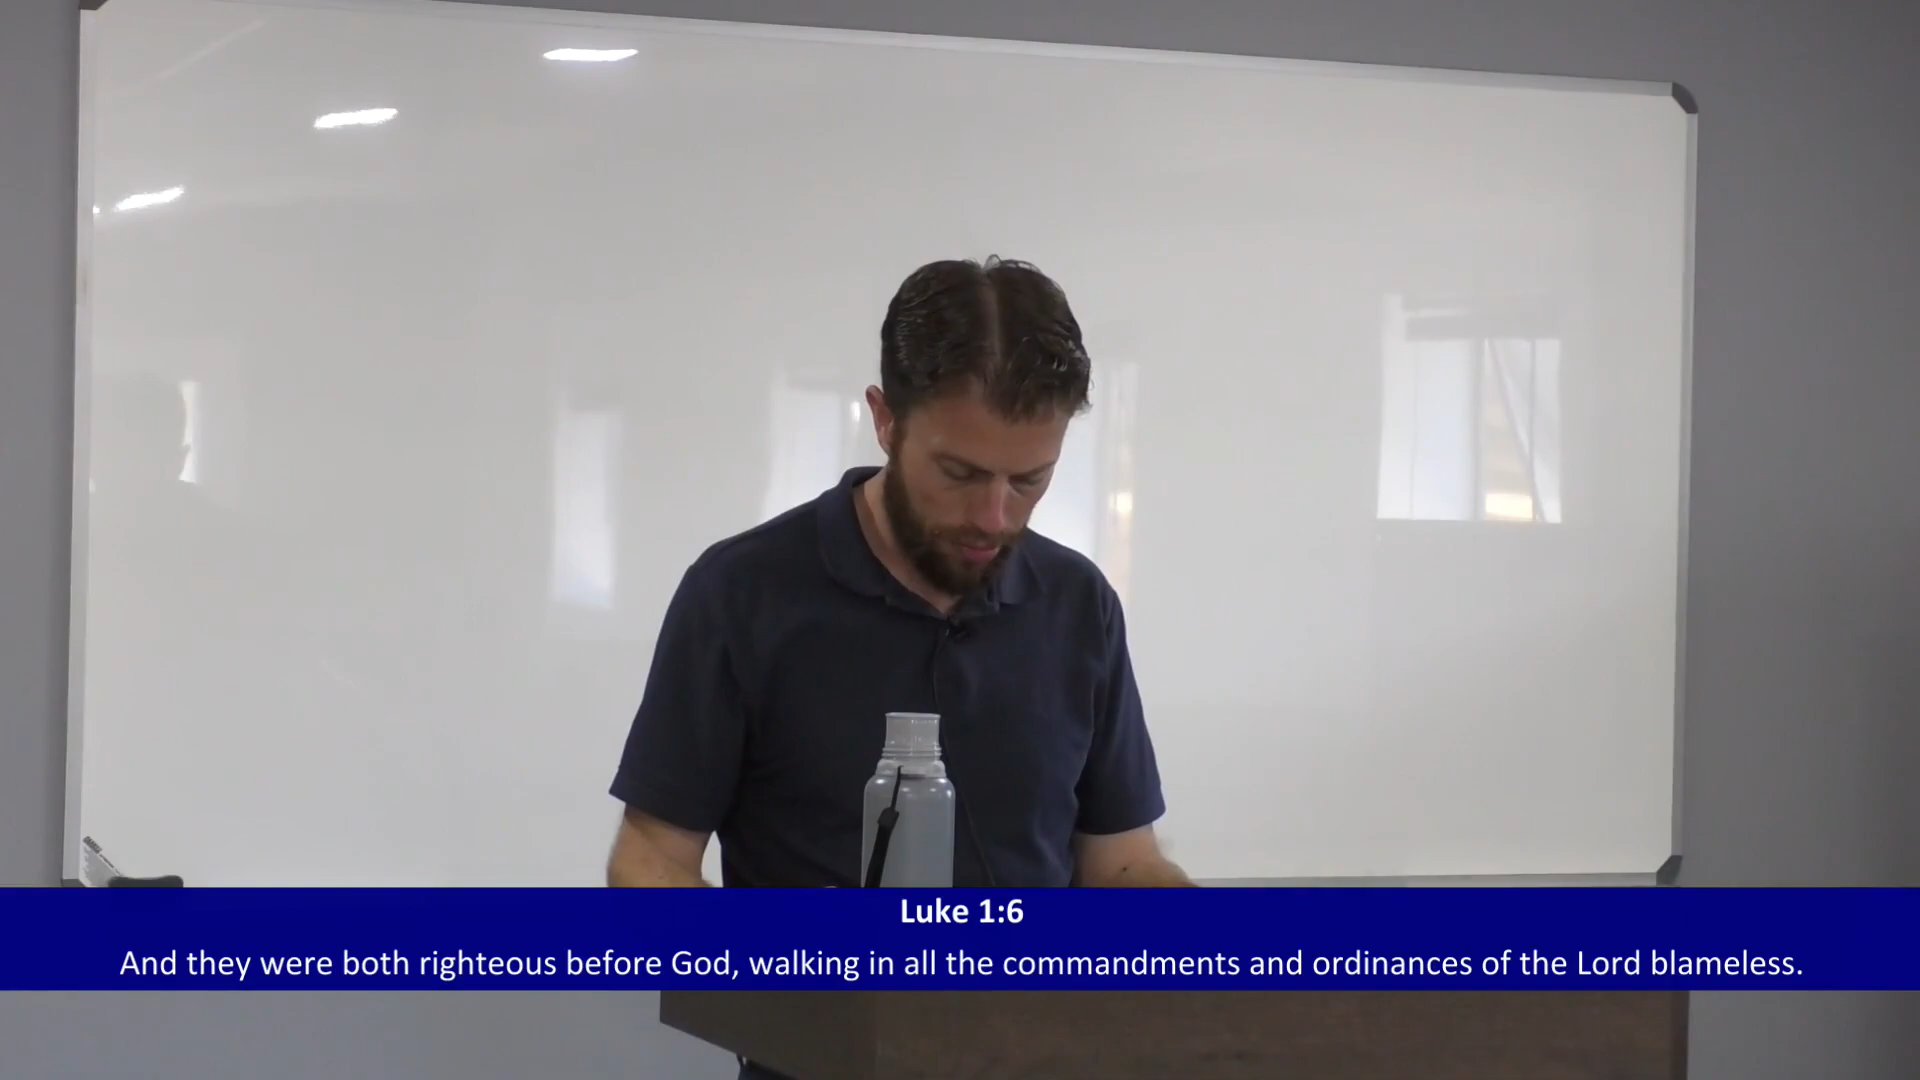 Luke 1:6
And they were both righteous before God, walking in all the commandments and ordinances of the Lord blameless.